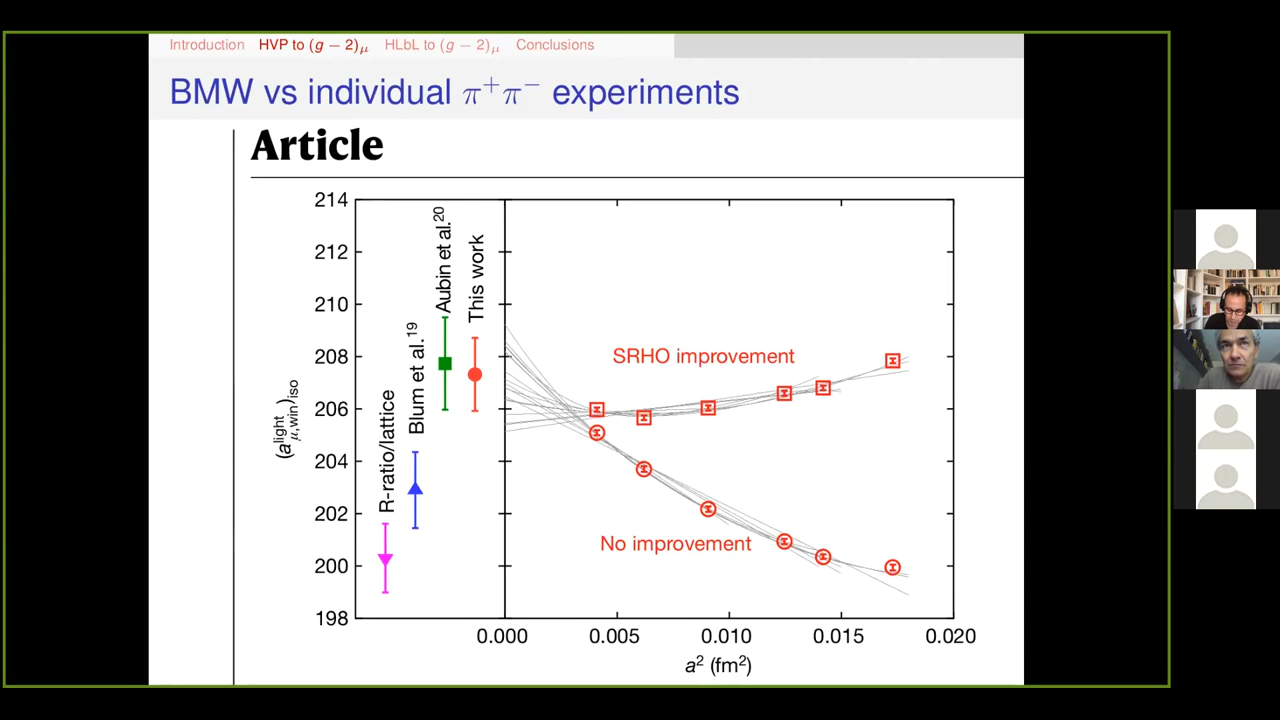 Introduction HVP to (g − 2)μ HLbL to (g − 2)μ Conclusions
BMW vs individual π⁺π⁻ experiments
Article
(aμ,win^light)iso
214
212
210
208
206
204
202
200
198
R-ratio/lattice
Blum et al.¹⁹
Aubin et al.²⁰
This work
SRHO improvement
No improvement
0.000 0.005 0.010 0.015 0.020
a² (fm²)